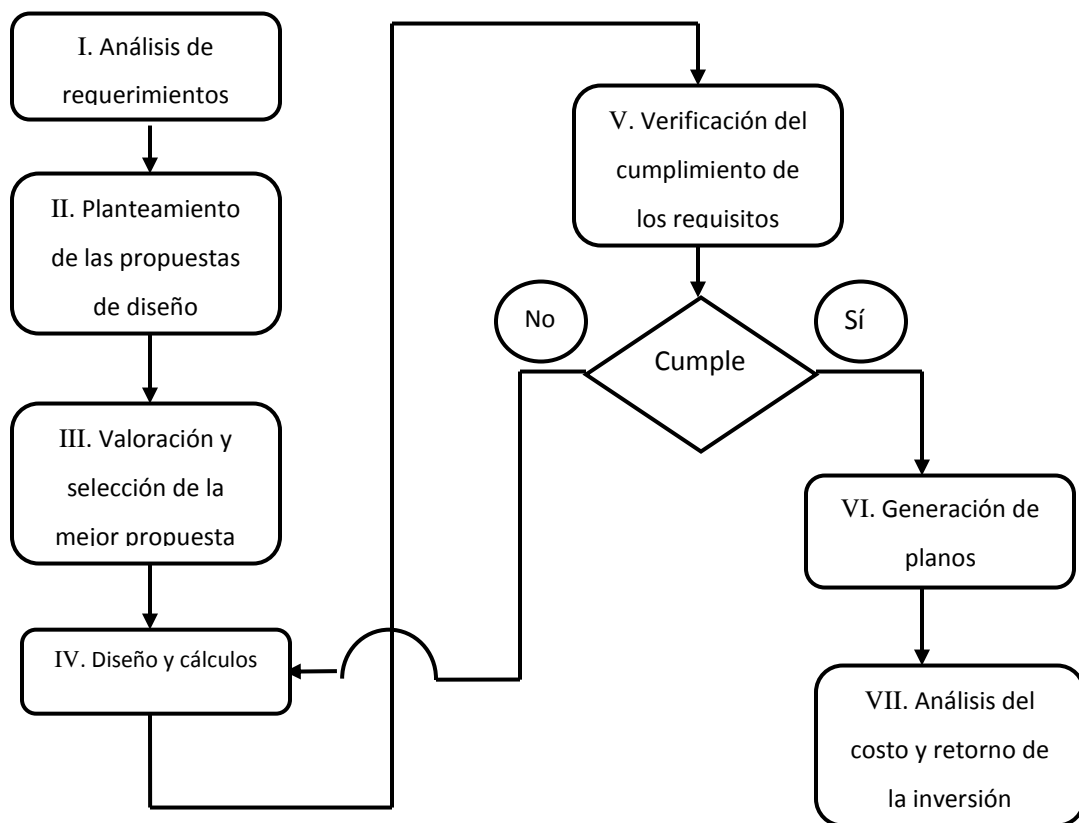 I. Análisis de
requerimientos
II. Planteamiento
de las propuestas
de diseño
III. Valoración y
selección de la
mejor propuesta
IV. Diseño y cálculos
V. Verificación del
cumplimiento de
los requisitos
No
Sí
Cumple
VI. Generación de
planos
VII. Análisis del
costo y retorno de
la inversión